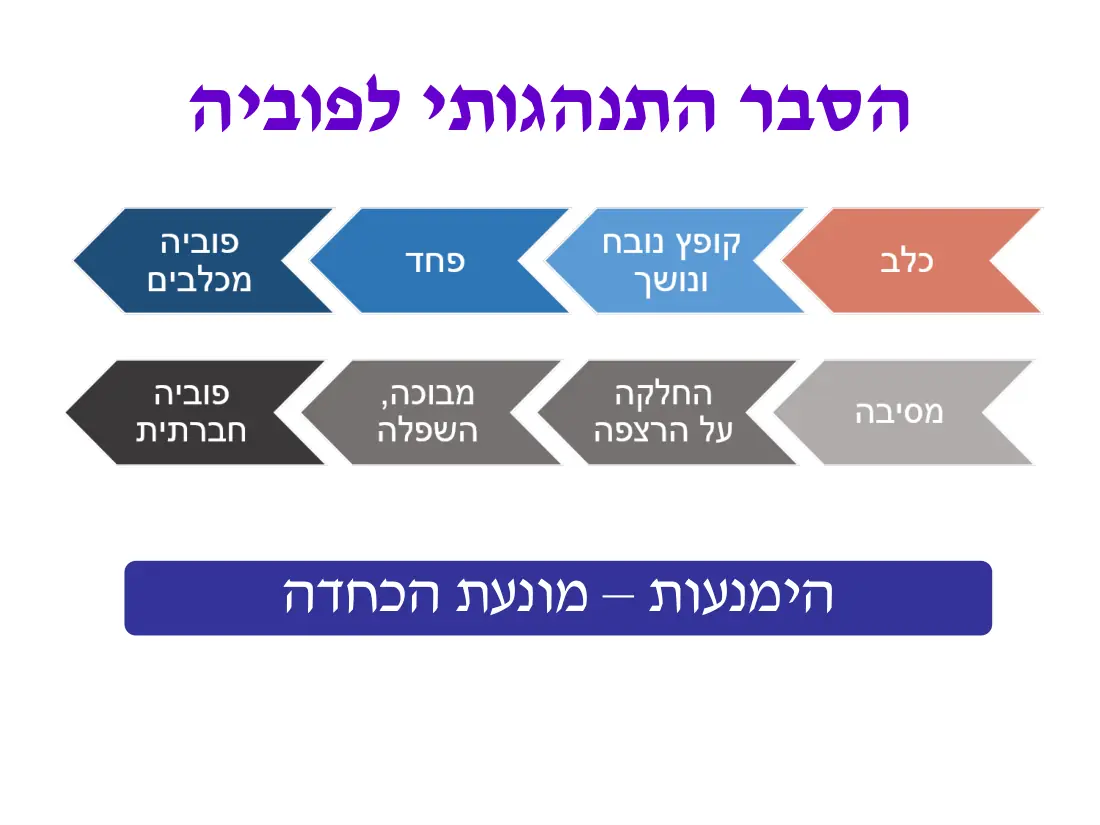 הסבר התנהגותי לפוביה
כלב
קופץ נובח
ונושך
פחד
פוביה
מכלבים
מסיבה
החלקה
על הרצפה
מבוכה,
השפלה
פוביה
חברתית
הימנעות – מונעת הכחדה